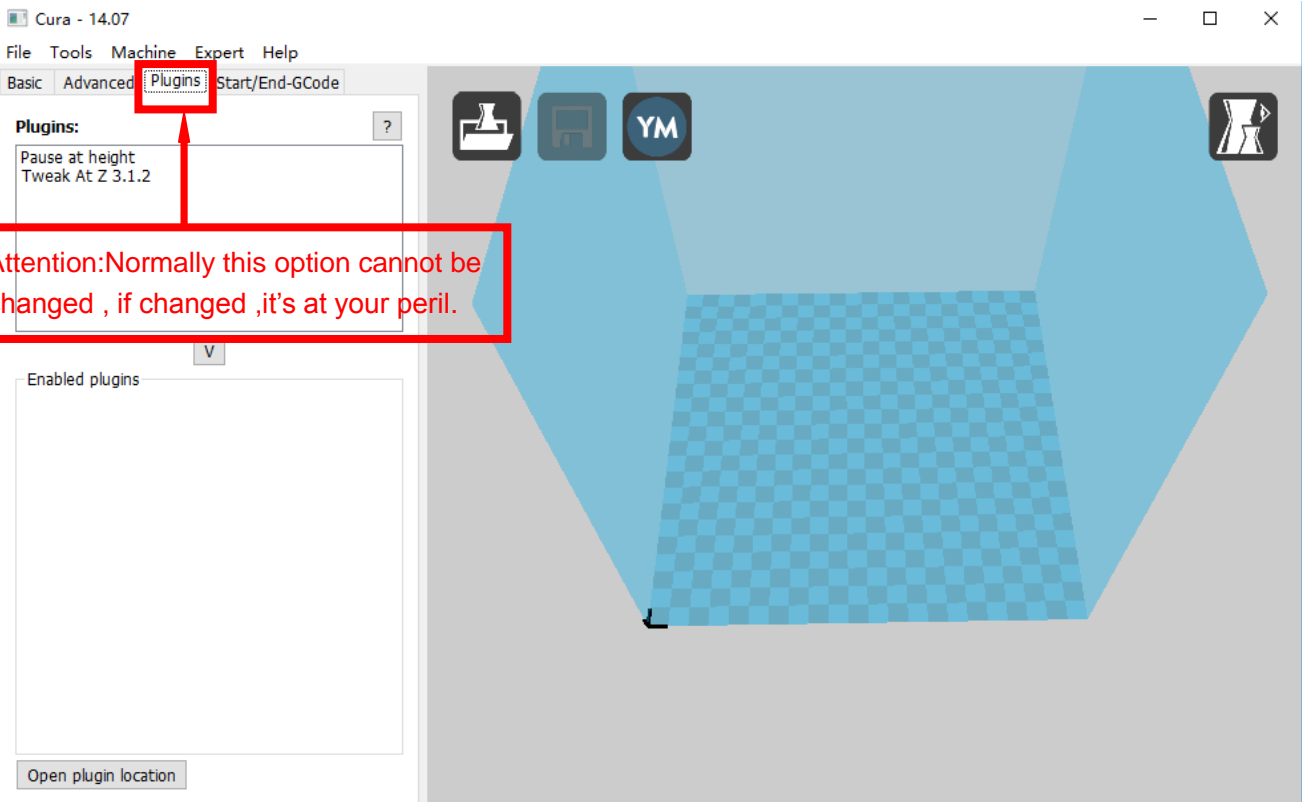 Cura - 14.07
File Tools Machine Expert Help
Basic Advanced Plugins Start/End-GCode
Plugins:
?
Pause at height
Tweak At Z 3.1.2
YM
Attention:Normally this option cannot be
hanged , if changed ,it's at your peril.
V
Enabled plugins
Open plugin location